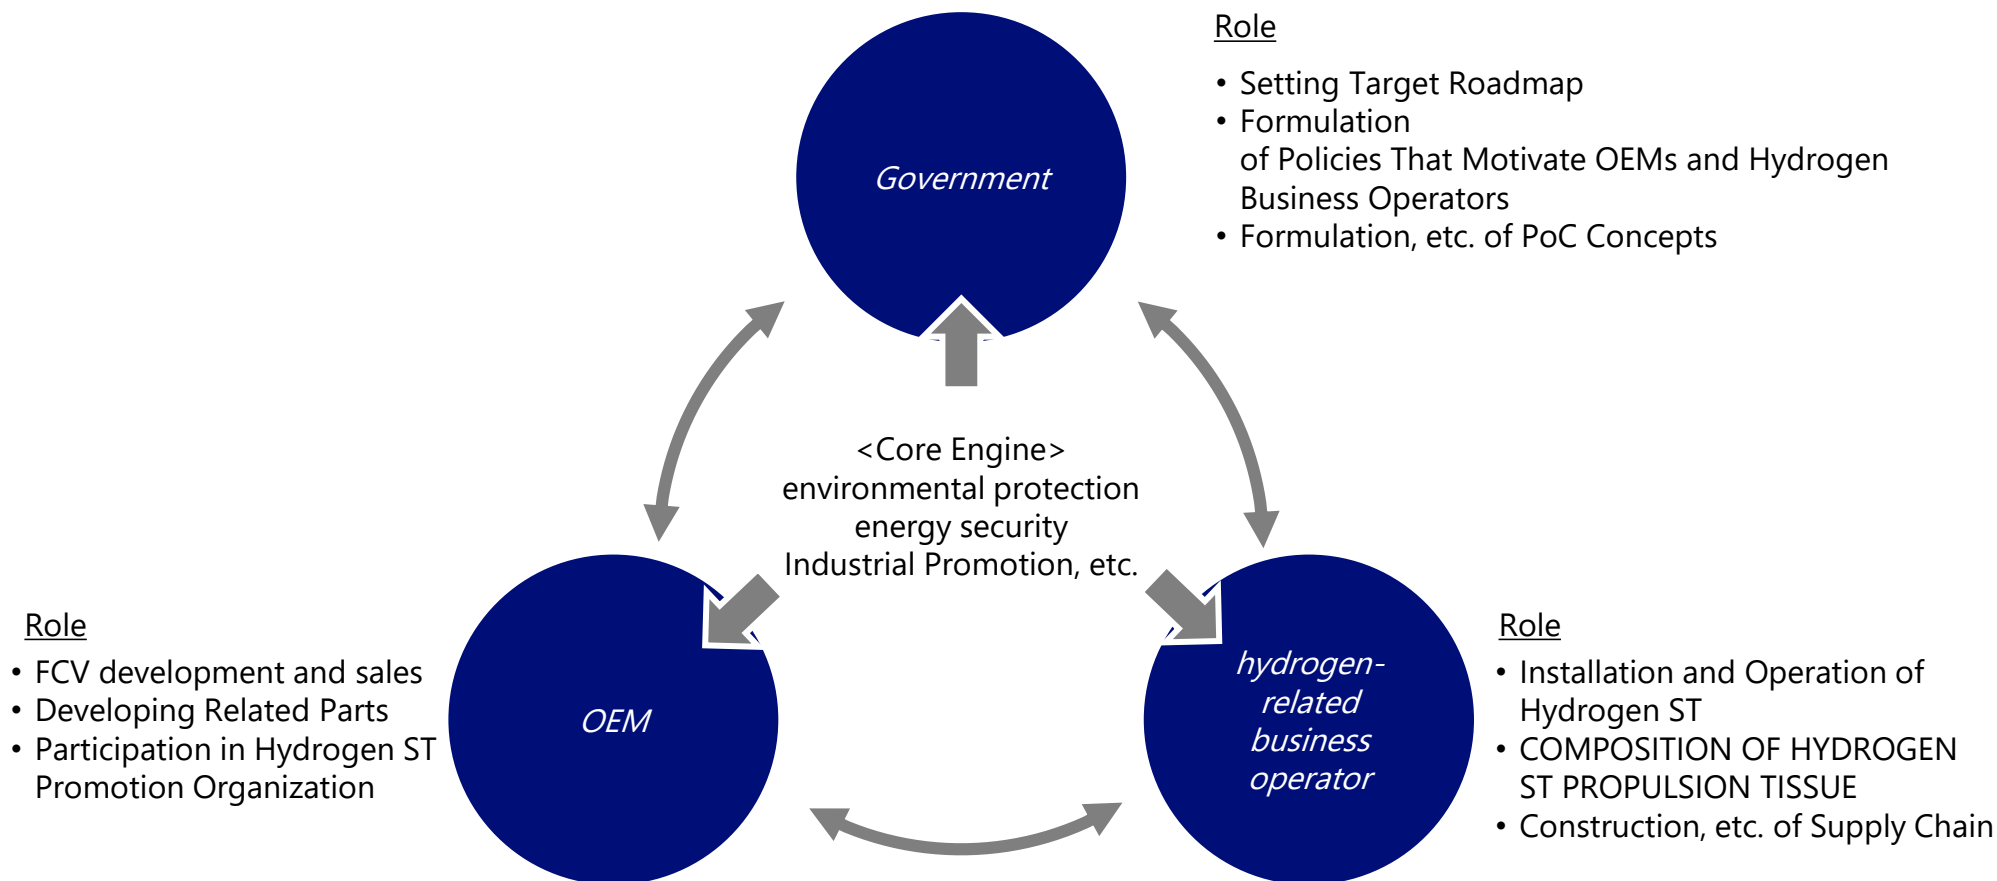 Role
• Setting Target Roadmap
• Formulation
of Policies That Motivate OEMs and Hydrogen
Business Operators
• Formulation, etc. of PoC Concepts
Government
<Core Engine>
environmental protection
energy security
Industrial Promotion, etc.
Role
• FCV development and sales
• Developing Related Parts
• Participation in Hydrogen ST
Promotion Organization
OEM
hydrogen-
related
business
operator
Role
• Installation and Operation of
Hydrogen ST
• COMPOSITION OF HYDROGEN
ST PROPULSION TISSUE
• Construction, etc. of Supply Chain